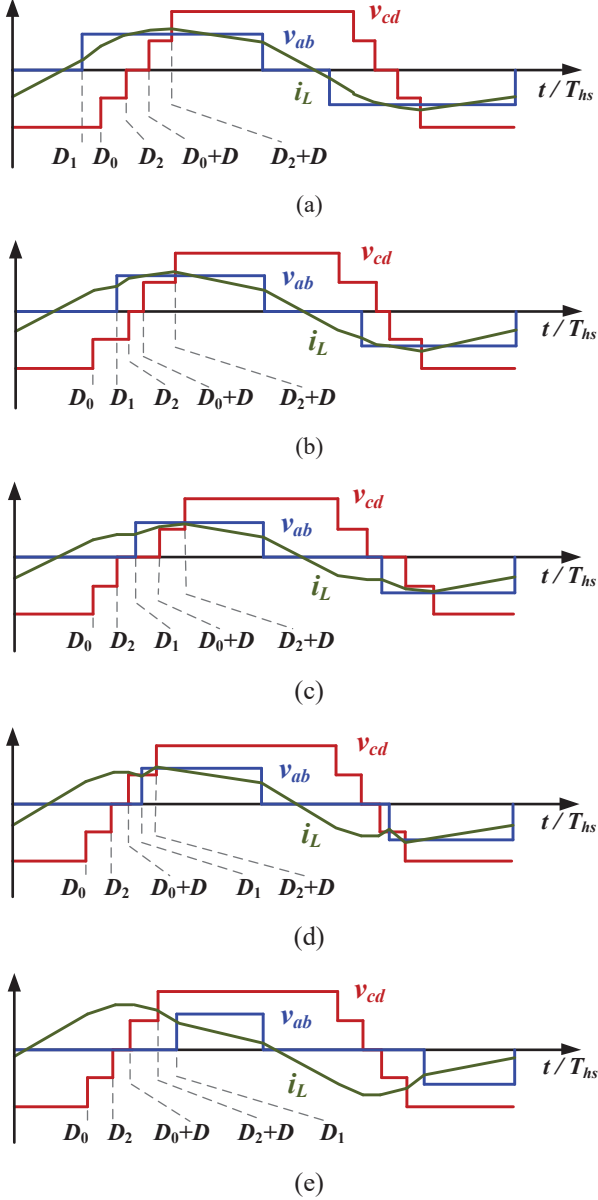 v_cd
v_ab
i_L
t / T_hs
D_1 D_0 D_2 D_0+D D_2+D
(a)
v_cd
v_ab
i_L
t / T_hs
D_0 D_1 D_2 D_0+D D_2+D
(b)
v_cd
v_ab
i_L
t / T_hs
D_0 D_2 D_1 D_0+D D_2+D
(c)
v_cd
v_ab
i_L
t / T_hs
D_0 D_2 D_0+D D_1 D_2+D
(d)
v_cd
v_ab
i_L
t / T_hs
D_0 D_2 D_0+D D_2+D D_1
(e)